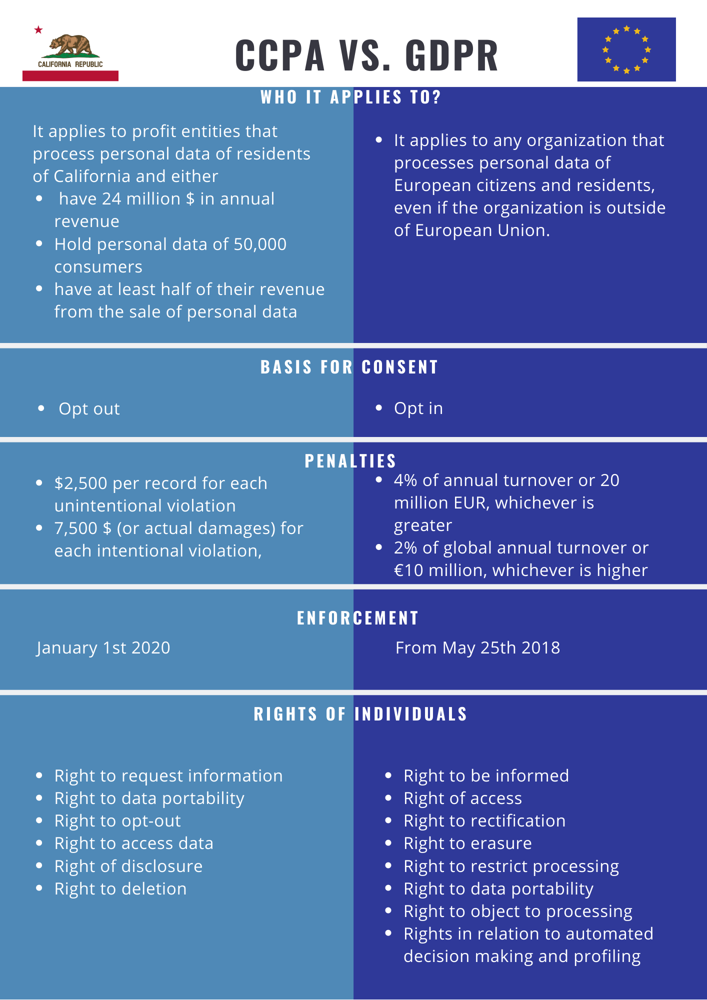 CALIFORNIA REPUBLIC
CCPA VS. GDPR
WHO IT APPLIES TO?
It applies to profit entities that
process personal data of residents
of California and either
• have 24 million $ in annual
revenue
• Hold personal data of 50,000
consumers
• have at least half of their revenue
from the sale of personal data
• It applies to any organization that
processes personal data of
European citizens and residents,
even if the organization is outside
of European Union.
BASIS FOR CONSENT
• Opt out
• Opt in
PENALTIES
• $2,500 per record for each
unintentional violation
• 7,500 $ (or actual damages) for
each intentional violation,
• 4% of annual turnover or 20
million EUR, whichever is
greater
• 2% of global annual turnover or
€10 million, whichever is higher
ENFORCEMENT
January 1st 2020
From May 25th 2018
RIGHTS OF INDIVIDUALS
• Right to request information
• Right to data portability
• Right to opt-out
• Right to access data
• Right of disclosure
• Right to deletion
• Right to be informed
• Right of access
• Right to rectification
• Right to erasure
• Right to restrict processing
• Right to data portability
• Right to object to processing
• Rights in relation to automated
decision making and profiling